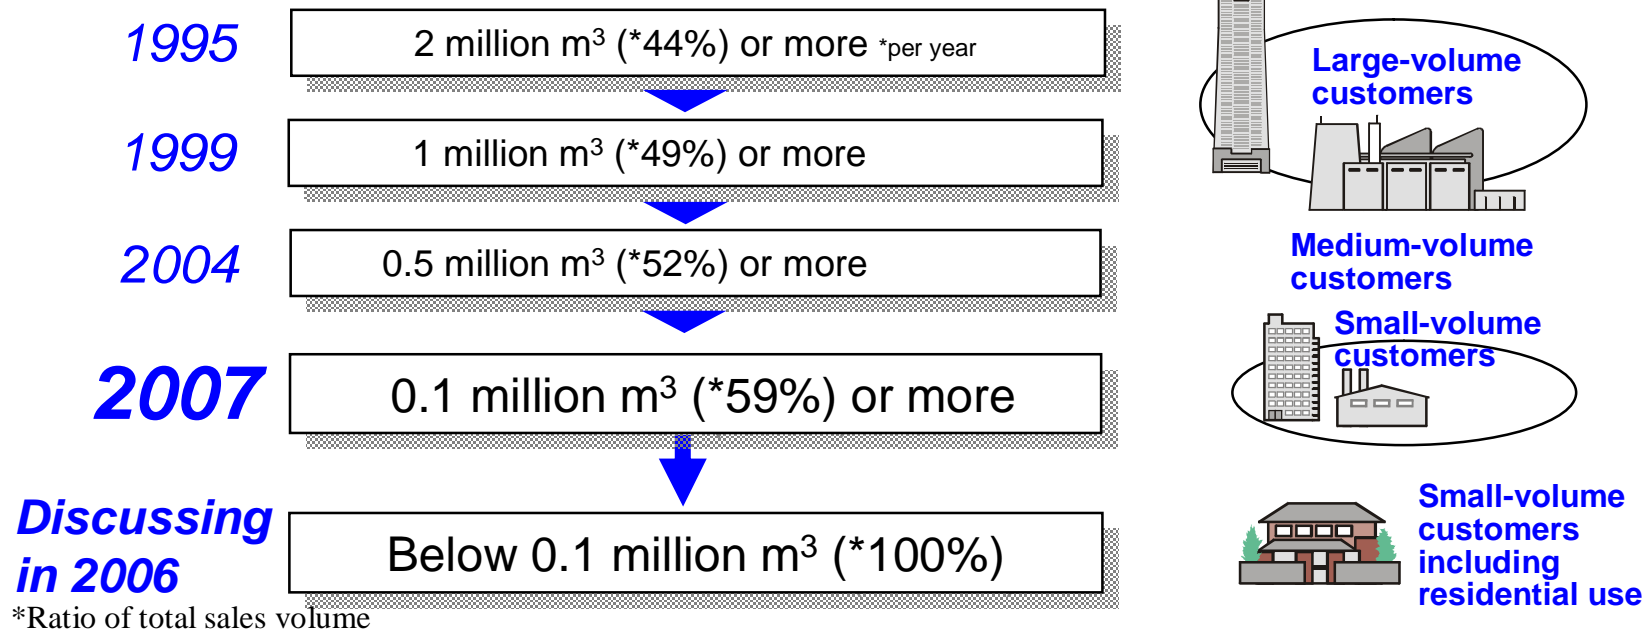 1995
2 million m³ (*44%) or more *per year
1999
1 million m³ (*49%) or more
2004
0.5 million m³ (*52%) or more
2007
0.1 million m³ (*59%) or more
Discussing
in 2006
Below 0.1 million m³ (*100%)
*Ratio of total sales volume
Large-volume
customers
Medium-volume
customers
Small-volume
customers
Small-volume
customers
including
residential use